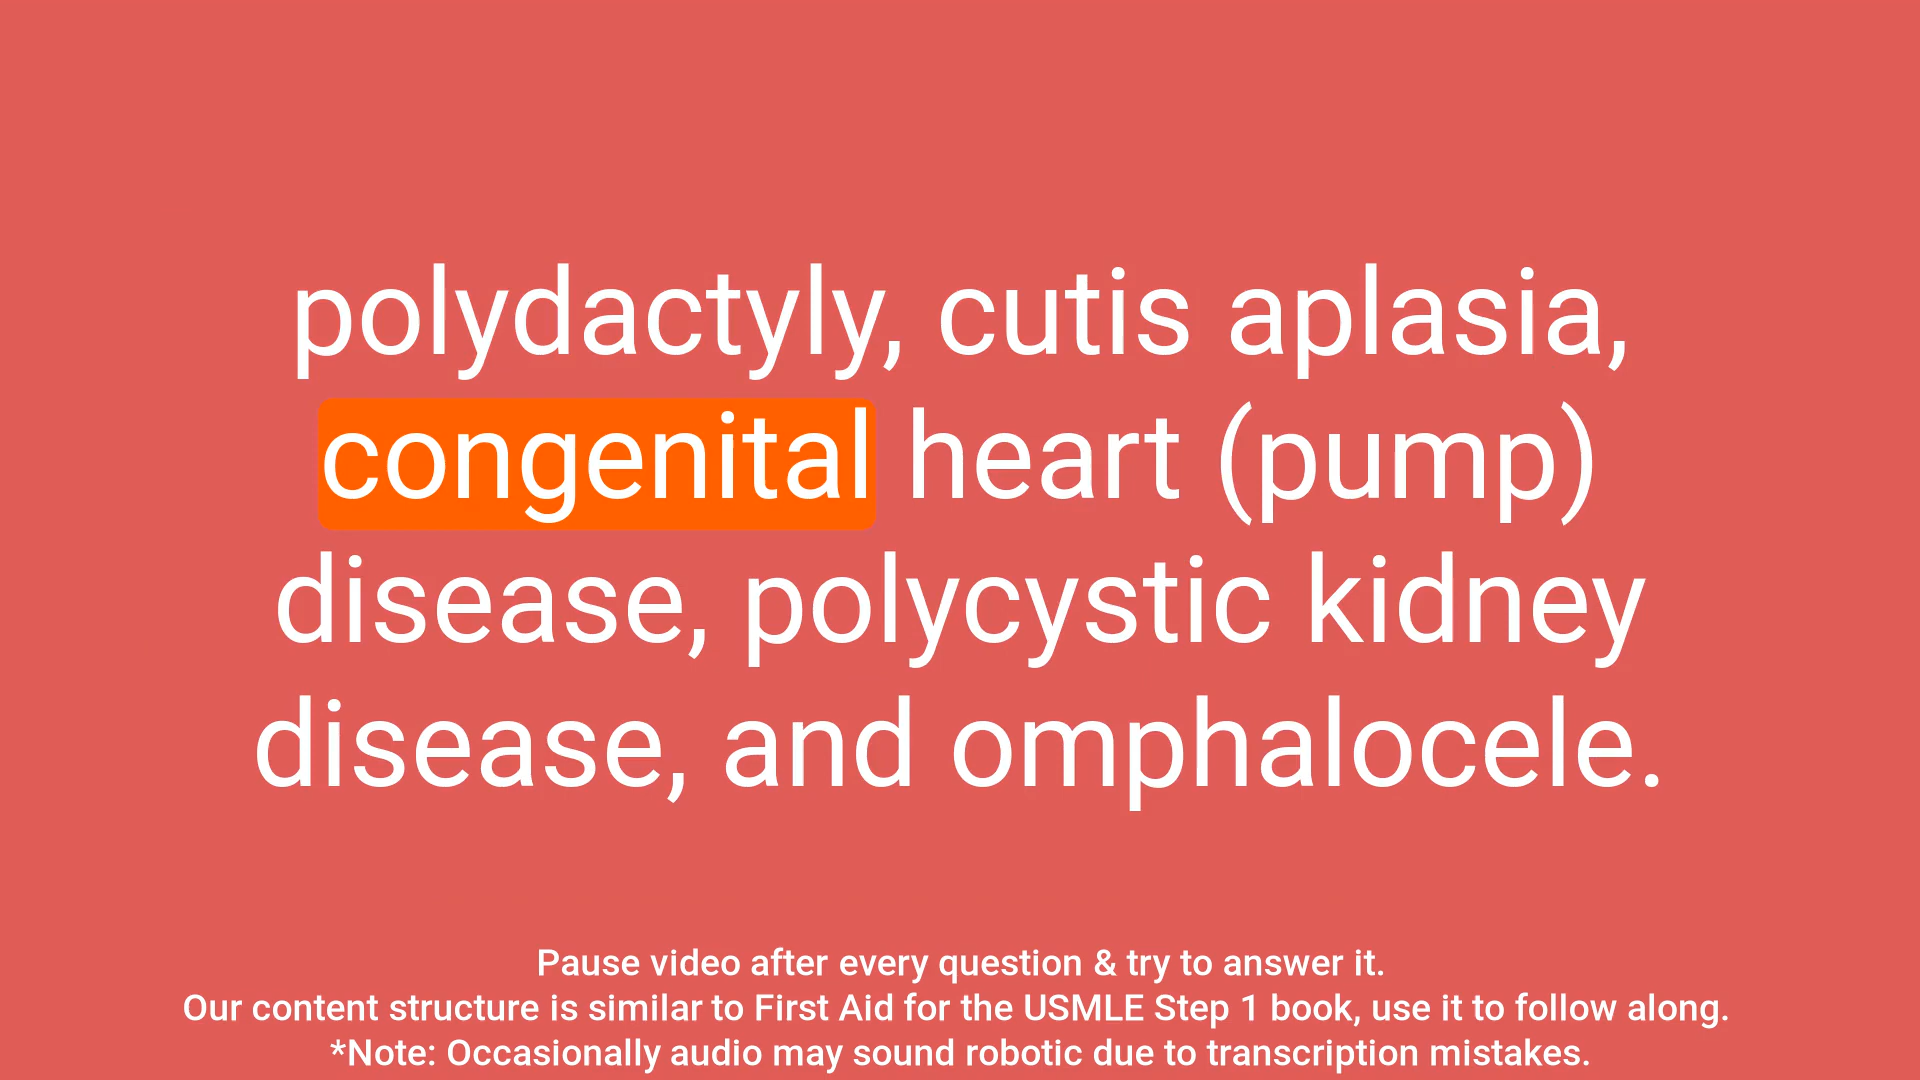 polydactyly, cutis aplasia,
congenital heart (pump)
disease, polycystic kidney
disease, and omphalocele.
Pause video after every question & try to answer it.
Our content structure is similar to First Aid for the USMLE Step 1 book, use it to follow along.
*Note: Occasionally audio may sound robotic due to transcription mistakes.